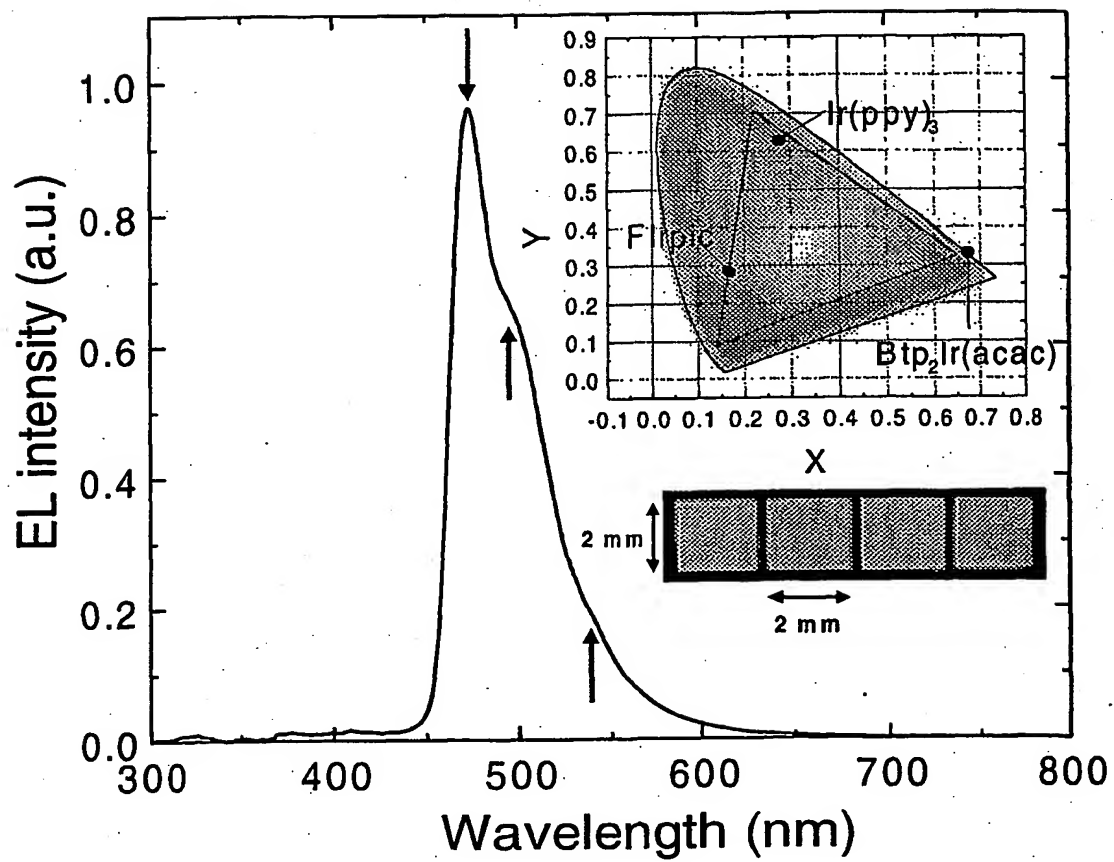 EL intensity (a.u.)
1.0
0.8
0.6
0.4
0.2
0.0
300 400 500 600 700 800
Wavelength (nm)
Y
0.9
0.8
0.7
0.6
0.5
0.4
0.3
0.2
0.1
0.0
-0.1 0.0 0.1 0.2 0.3 0.4 0.5 0.6 0.7 0.8
X
Ir(ppy)3
FIrpic
Btp2Ir(acac)
2 mm
2 mm